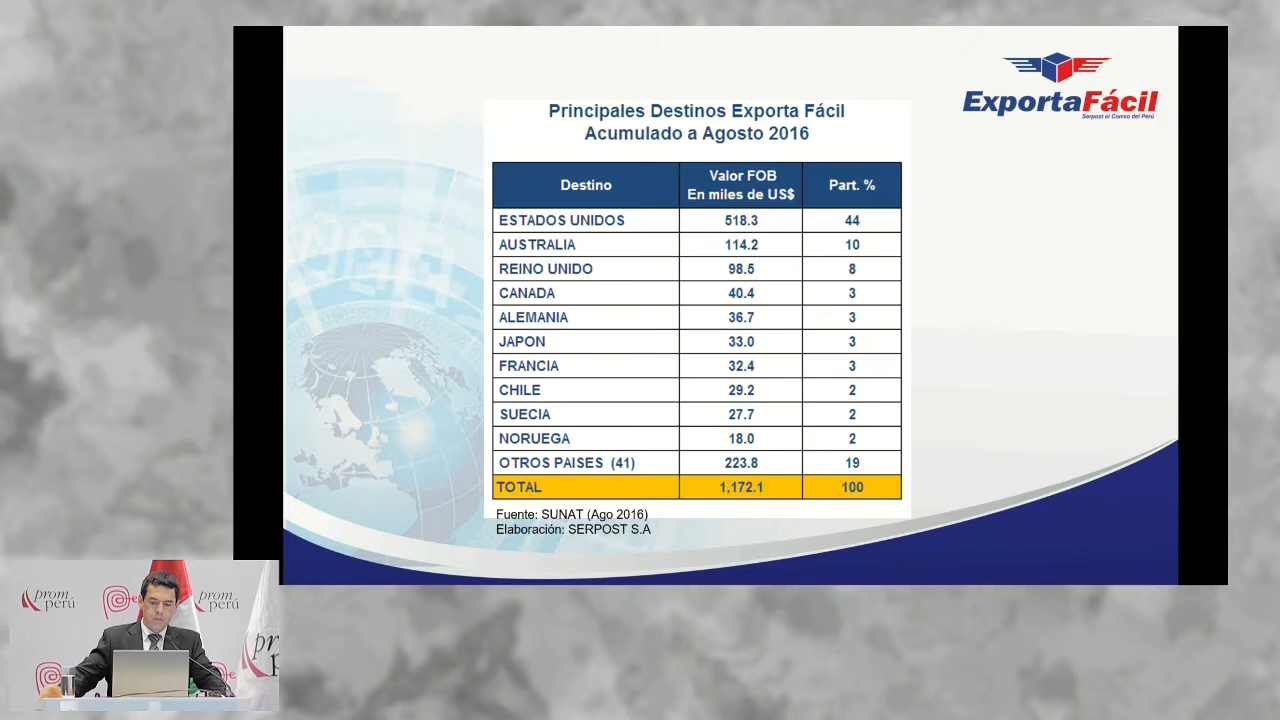 ExportaFácil
Serpost el Correo del Perú
Principales Destinos Exporta Fácil
Acumulado a Agosto 2016
Destino Valor FOB En miles de US$ Part. %
ESTADOS UNIDOS 518.3 44
AUSTRALIA 114.2 10
REINO UNIDO 98.5 8
CANADA 40.4 3
ALEMANIA 36.7 3
JAPON 33.0 3
FRANCIA 32.4 3
CHILE 29.2 2
SUECIA 27.7 2
NORUEGA 18.0 2
OTROS PAISES (41) 223.8 19
TOTAL 1,172.1 100
Fuente: SUNAT (Ago 2016)
Elaboración: SERPOST S.A
prom
perú
prom
perú